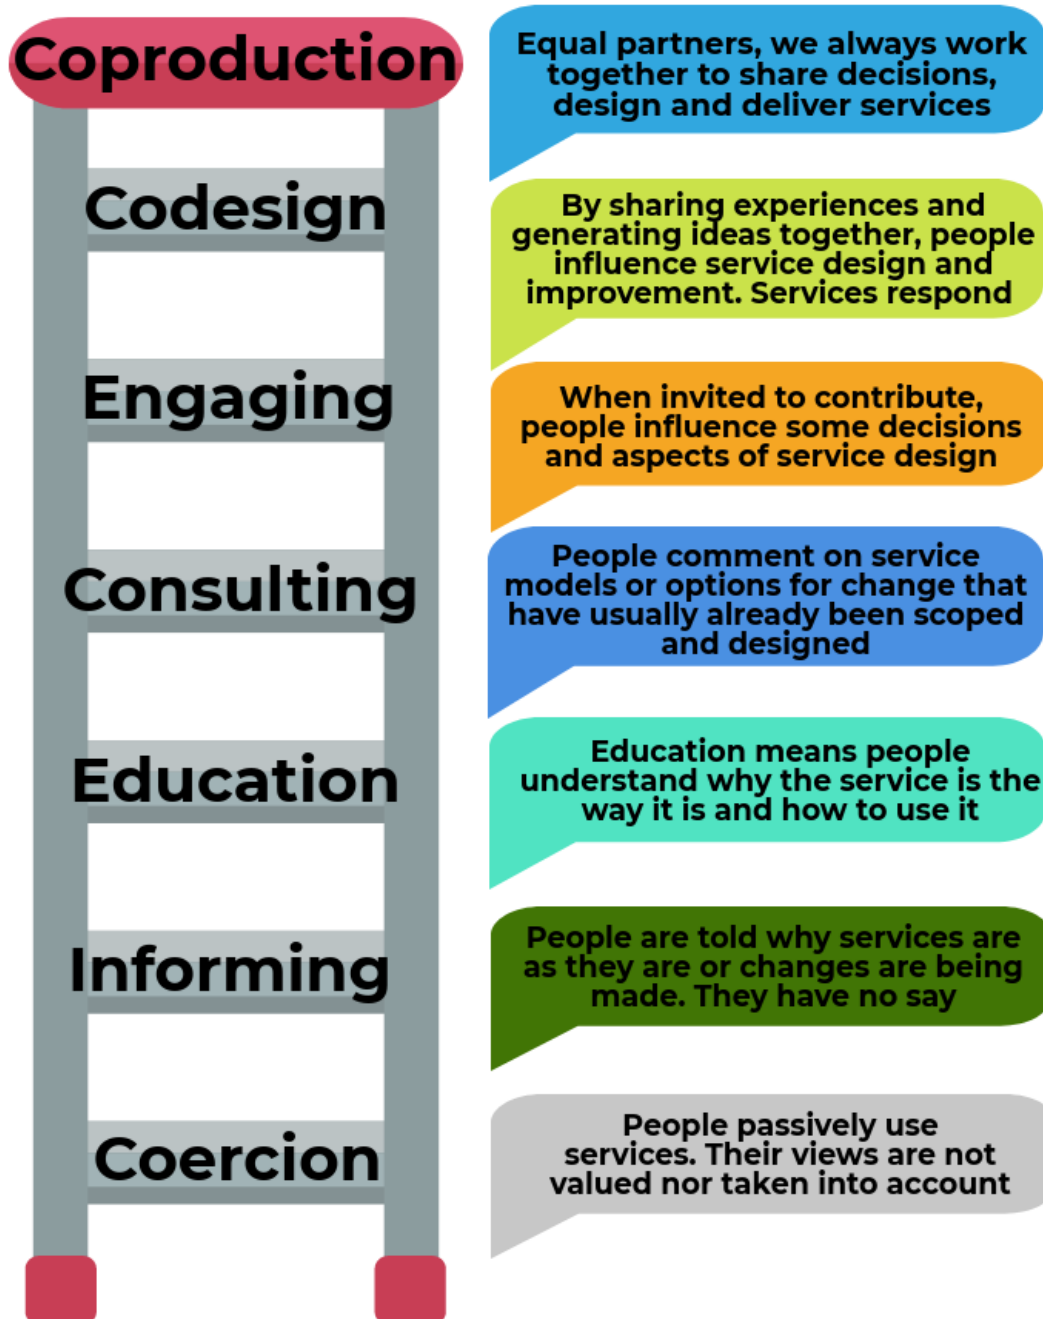 Coproduction
Equal partners, we always work
together to share decisions,
design and deliver services
Codesign
By sharing experiences and
generating ideas together, people
influence service design and
improvement. Services respond
Engaging
When invited to contribute,
people influence some decisions
and aspects of service design
Consulting
People comment on service
models or options for change that
have usually already been scoped
and designed
Education
Education means people
understand why the service is the
way it is and how to use it
Informing
People are told why services are
as they are or changes are being
made. They have no say
Coercion
People passively use
services. Their views are not
valued nor taken into account